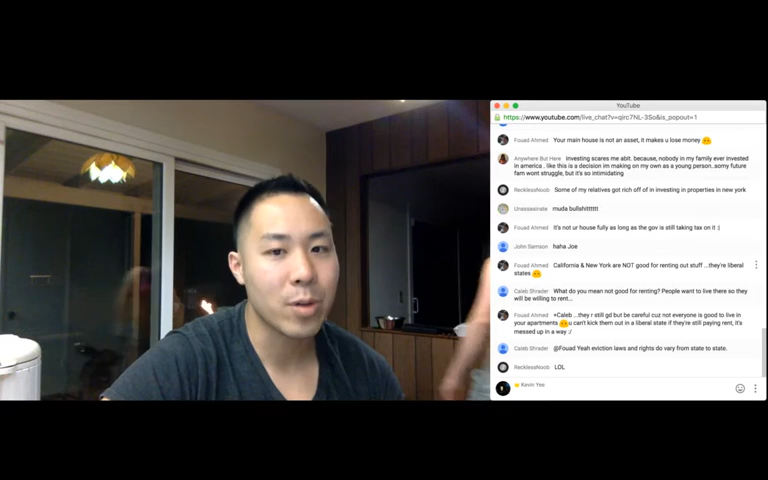 YouTube
https://www.youtube.com/live_chat?v=qirc7NL-3So&is_popout=1
Fouad Ahmed Your main house is not an asset, it makes u lose money
Anywhere But Here investing scares me abit. because, nobody in my family ever invested
in america . like this is a decision im making on my own as a young person..so my future
fam wont struggle, but it's so intimidating
RecklessNoob Some of my relatives got rich off of in investing in properties in new york
Unassasinate muda bullshitttttt
Fouad Ahmed it's not ur house fully as long as the gov is still taking tax on it :(
John Samson haha Joe
Fouad Ahmed California & New York are NOT good for renting out stuff ...they're liberal
states
Caleb Shrader What do you mean not good for renting? People want to live there so they
will be willing to rent...
Fouad Ahmed +Caleb ..they r still gd but be careful cuz not everyone is good to live in
your apartments u can't kick them out in a liberal state if they're still paying rent, it's
messed up in a way :/
Caleb Shrader @Fouad Yeah eviction laws and rights do vary from state to state.
RecklessNoob LOL
Kevin Yee